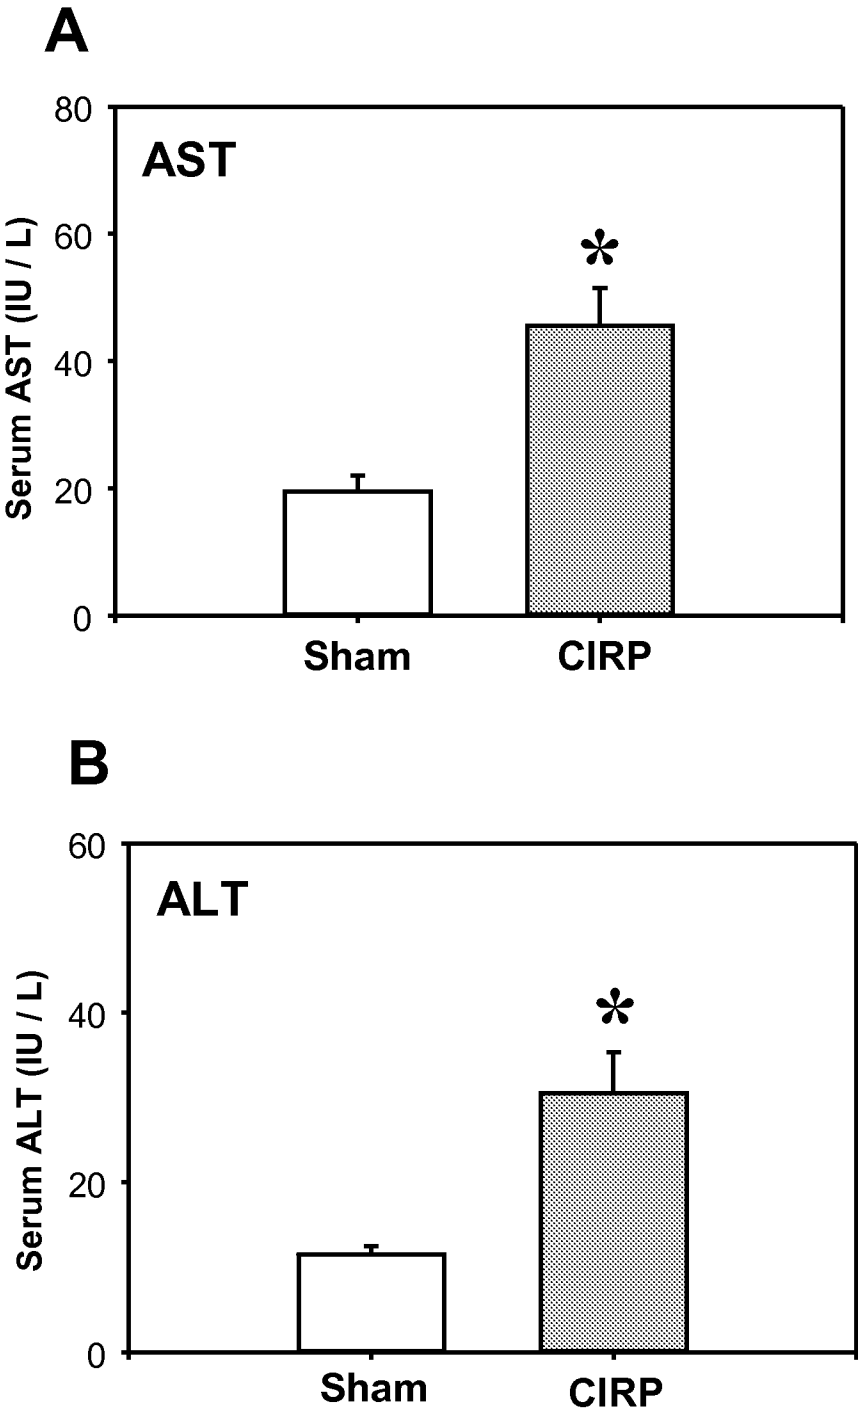 A
80
AST
60
*
40
20
0
Serum AST (IU / L)
Sham CIRP
B
60
ALT
40
*
20
0
Serum ALT (IU / L)
Sham CIRP